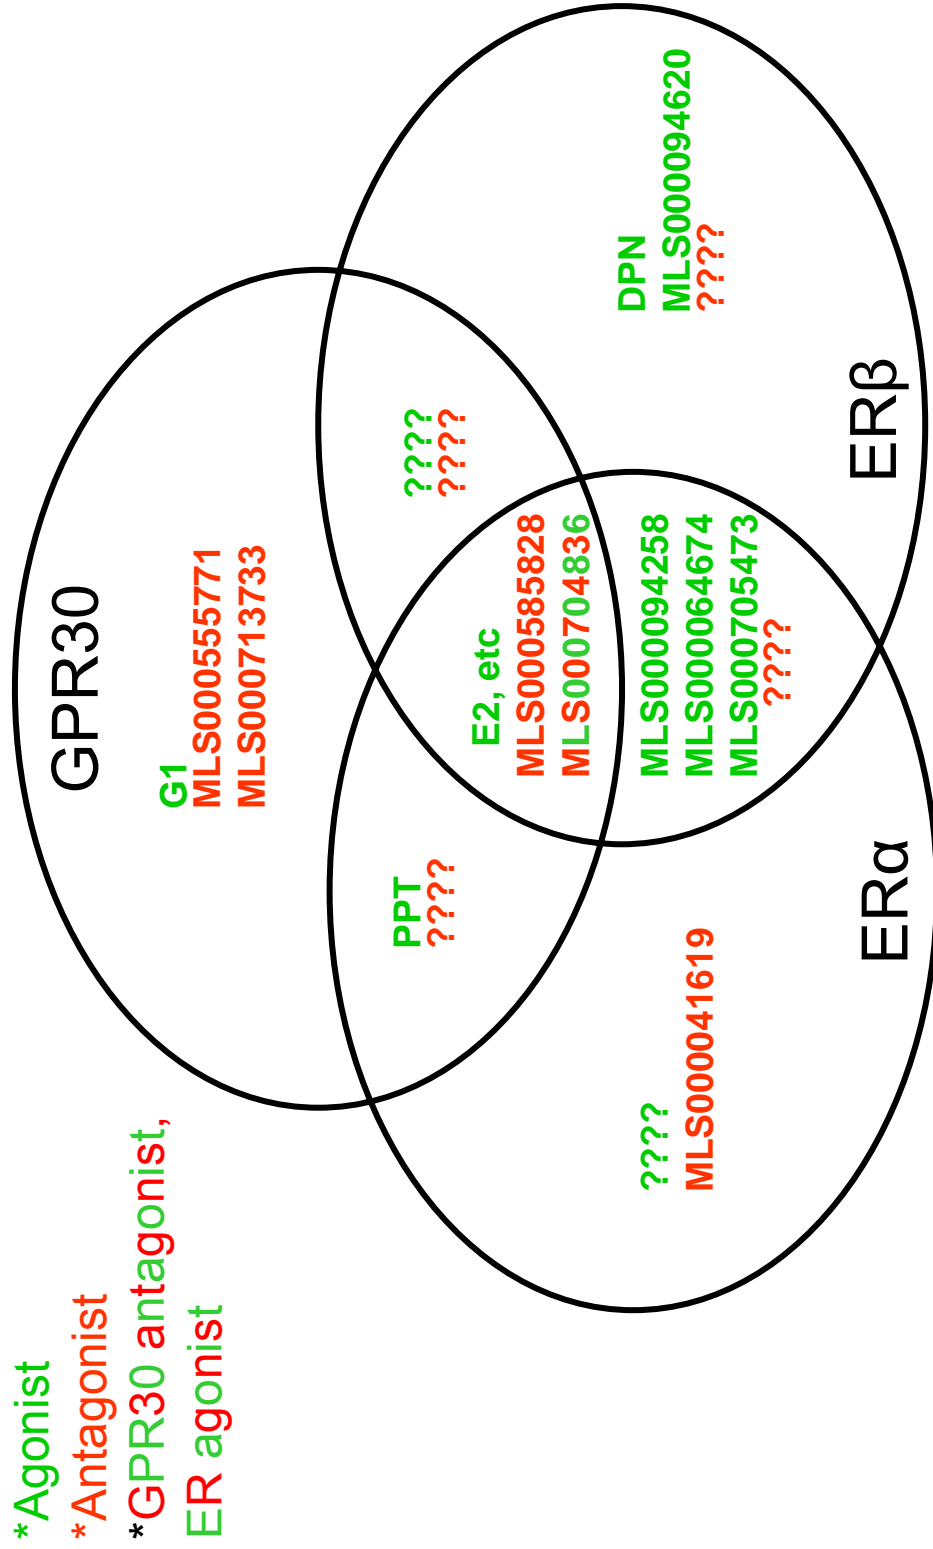 *Agonist
*Antagonist
*GPR30 antagonist,
ER agonist
GPR30
G1
MLS000555771
MLS000713733
PPT
????
????
????
E2, etc
MLS000585828
MLS000704836
????
MLS000041619
MLS000094258
MLS000064674
MLS000705473
????
DPN
MLS000094620
????
ERα
ERβ